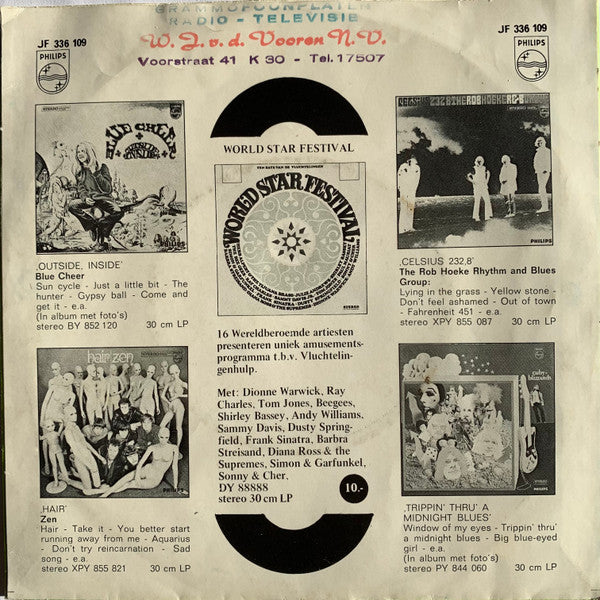 GRAMMOFOONPLATEN
RADIO - TELEVISIE
W. J. v. d. Vooren N.V.
Voorstraat 41 K 30 - Tel. 17507
JF 336 109
PHILIPS
JF 336 109
PHILIPS
BLUE CHEER
OUTSIDE INSIDE
‚OUTSIDE, INSIDE’
Blue Cheer
Sun cycle - Just a little bit - The
hunter - Gypsy ball - Come and
get it - e.a.
(In album met foto's)
stereo BY 852 120 30 cm LP
hair/zen
PHILIPS
‚HAIR’
Zen
Hair - Take it - You better start
running away from me - Aquarius
- Don't try reincarnation - Sad
song - e.a.
stereo XPY 855 821 30 cm LP
WORLD STAR FESTIVAL
WORLD STAR FESTIVAL
16 Wereldberoemde artiesten
presenteren uniek amusements-
programma t.b.v. Vluchtelin-
genhulp.
Met: Dionne Warwick, Ray
Charles, Tom Jones, Beegees,
Shirley Bassey, Andy Williams,
Sammy Davis, Dusty Spring-
field, Frank Sinatra, Barbra
Streisand, Diana Ross & the
Supremes, Simon & Garfunkel,
Sonny & Cher.
DY 88888
stereo 30 cm LP
10.-
PHILIPS
‚CELSIUS 232,8’
The Rob Hoeke Rhythm and Blues
Group:
Lying in the grass - Yellow stone -
Don't feel ashamed - Out of town
- Fahrenheit 451 - e.a.
stereo XPY 855 087 30 cm LP
PHILIPS
‚TRIPPIN' THRU' A
MIDNIGHT BLUES’
Window of my eyes - Trippin' thru'
a midnight blues - Big blue-eyed
girl - e.a.
(In album met foto's)
stereo PY 844 060 30 cm LP